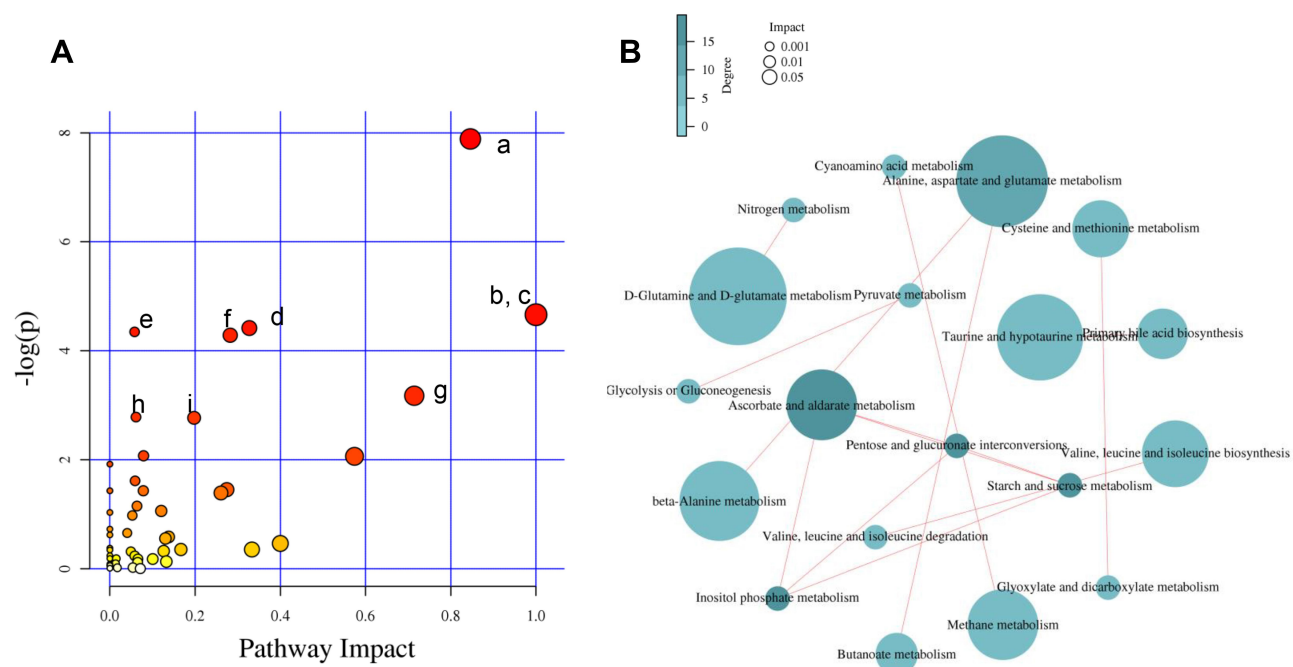 A
B
8
6
4
2
0
-log(p)
0.0
0.2
0.4
0.6
0.8
1.0
Pathway Impact
a
b, c
d
e
f
g
h
i
15
10
5
0
Degree
Impact
0.001
0.01
0.05
Cyanoamino acid metabolism
Alanine, aspartate and glutamate metabolism
Nitrogen metabolism
Cysteine and methionine metabolism
D-Glutamine and D-glutamate metabolism
Pyruvate metabolism
Taurine and hypotaurine metabolism
Primary bile acid biosynthesis
Glycolysis or Gluconeogenesis
Ascorbate and aldarate metabolism
Pentose and glucuronate interconversions
Valine, leucine and isoleucine biosynthesis
Starch and sucrose metabolism
beta-Alanine metabolism
Valine, leucine and isoleucine degradation
Inositol phosphate metabolism
Glyoxylate and dicarboxylate metabolism
Methane metabolism
Butanoate metabolism